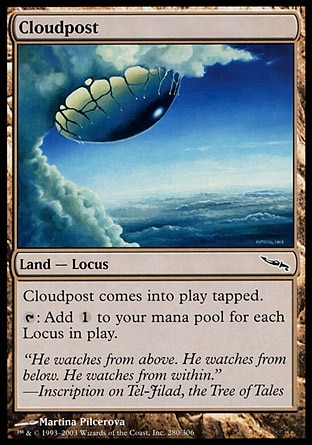 Cloudpost
Land — Locus
Cloudpost comes into play tapped.
: Add 1 to your mana pool for each
Locus in play.
"He watches from above. He watches from
below. He watches from within."
—Inscription on Tel-Jilad, the Tree of Tales
Martina Pilcerova
™ & © 1993–2003 Wizards of the Coast, Inc. 280/306